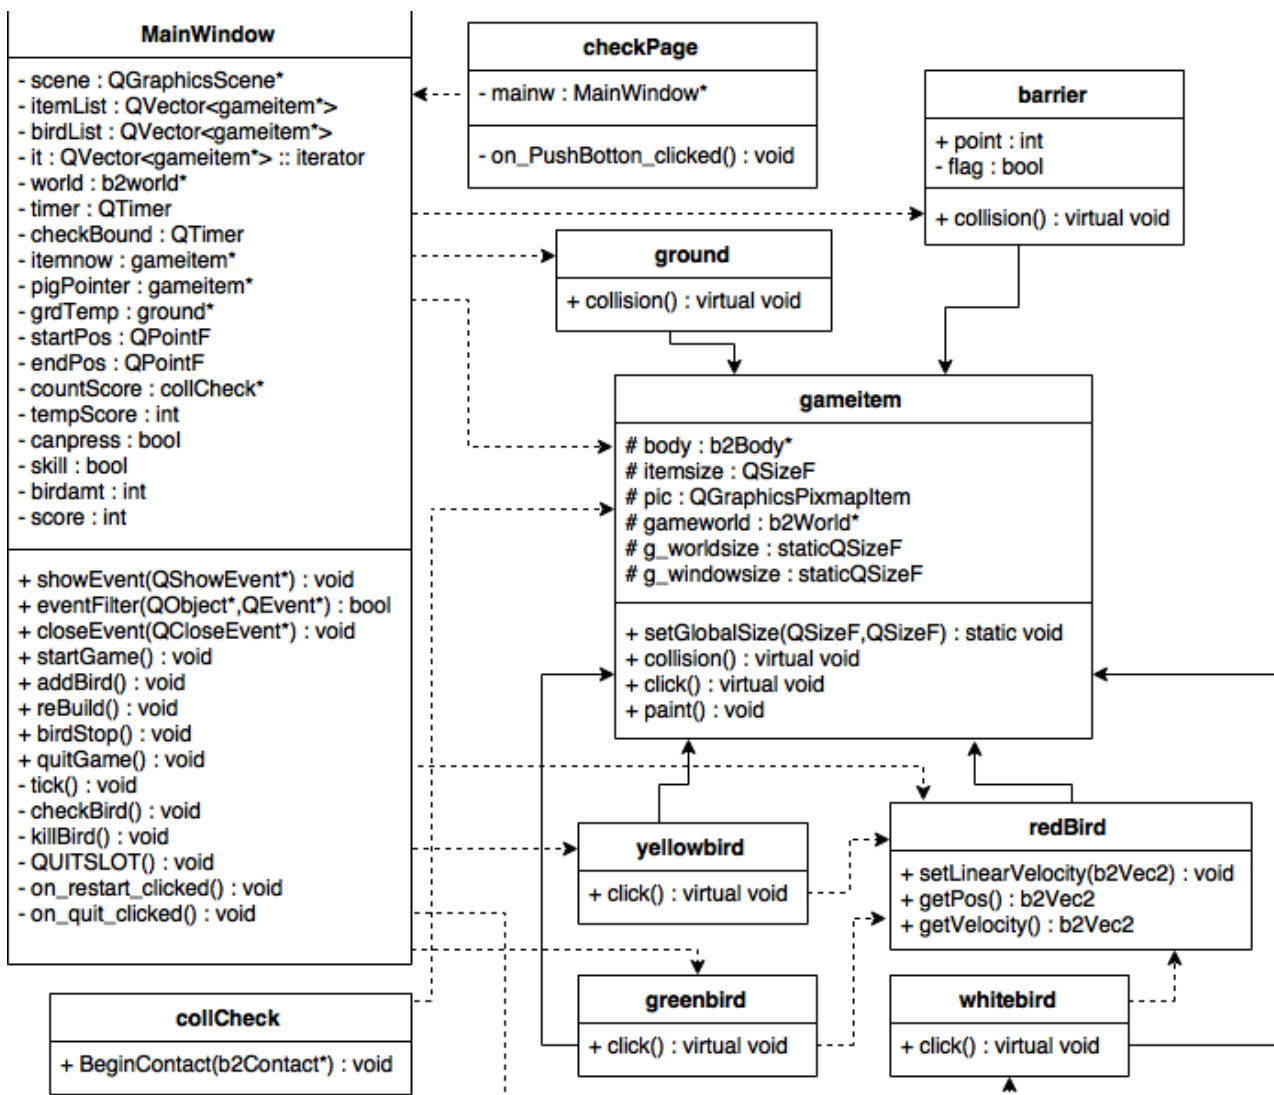 MainWindow
- scene : QGraphicsScene*
- itemList : QVector<gameitem*>
- birdList : QVector<gameitem*>
- it : QVector<gameitem*> :: iterator
- world : b2world*
- timer : QTimer
- checkBound : QTimer
- itemnow : gameitem*
- pigPointer : gameitem*
- grdTemp : ground*
- startPos : QPointF
- endPos : QPointF
- countScore : collCheck*
- tempScore : int
- canpress : bool
- skill : bool
- birdamt : int
- score : int
+ showEvent(QShowEvent*) : void
+ eventFilter(QObject*,QEvent*) : bool
+ closeEvent(QCloseEvent*) : void
+ startGame() : void
+ addBird() : void
+ reBuild() : void
+ birdStop() : void
+ quitGame() : void
- tick() : void
- checkBird() : void
- killBird() : void
- QUITSLOT() : void
- on_restart_clicked() : void
- on_quit_clicked() : void
checkPage
- mainw : MainWindow*
- on_PushBotton_clicked() : void
barrier
+ point : int
- flag : bool
+ collision() : virtual void
ground
+ collision() : virtual void
gameitem
# body : b2Body*
# itemsize : QSizeF
# pic : QGraphicsPixmapItem
# gameworld : b2World*
# g_worldsize : staticQSizeF
# g_windowsize : staticQSizeF
+ setGlobalSize(QSizeF,QSizeF) : static void
+ collision() : virtual void
+ click() : virtual void
+ paint() : void
yellowbird
+ click() : virtual void
redBird
+ setLinearVelocity(b2Vec2) : void
+ getPos() : b2Vec2
+ getVelocity() : b2Vec2
greenbird
+ click() : virtual void
whitebird
+ click() : virtual void
collCheck
+ BeginContact(b2Contact*) : void